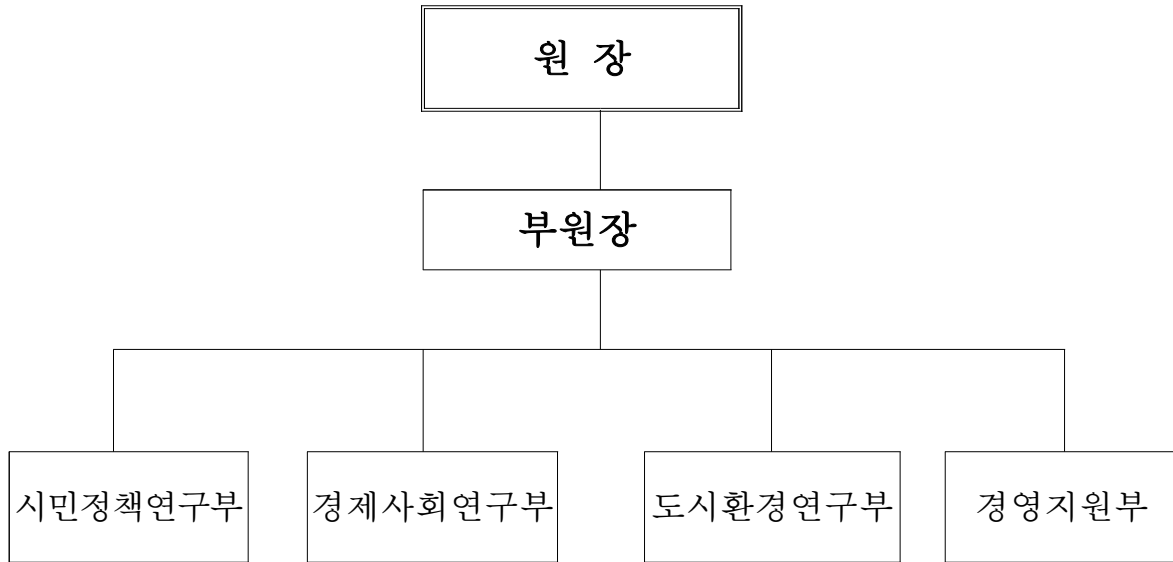 원 장
부원장
시민정책연구부
경제사회연구부
도시환경연구부
경영지원부